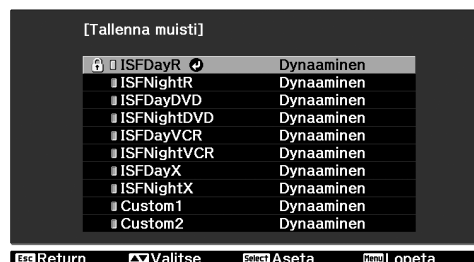 [Tallenna muisti]
ISFDayR Dynaaminen
ISFNightR Dynaaminen
ISFDayDVD Dynaaminen
ISFNightDVD Dynaaminen
ISFDayVCR Dynaaminen
ISFNightVCR Dynaaminen
ISFDayX Dynaaminen
ISFNightX Dynaaminen
Custom1 Dynaaminen
Custom2 Dynaaminen
Esc Return Valitse Select Aseta Menu Lopeta